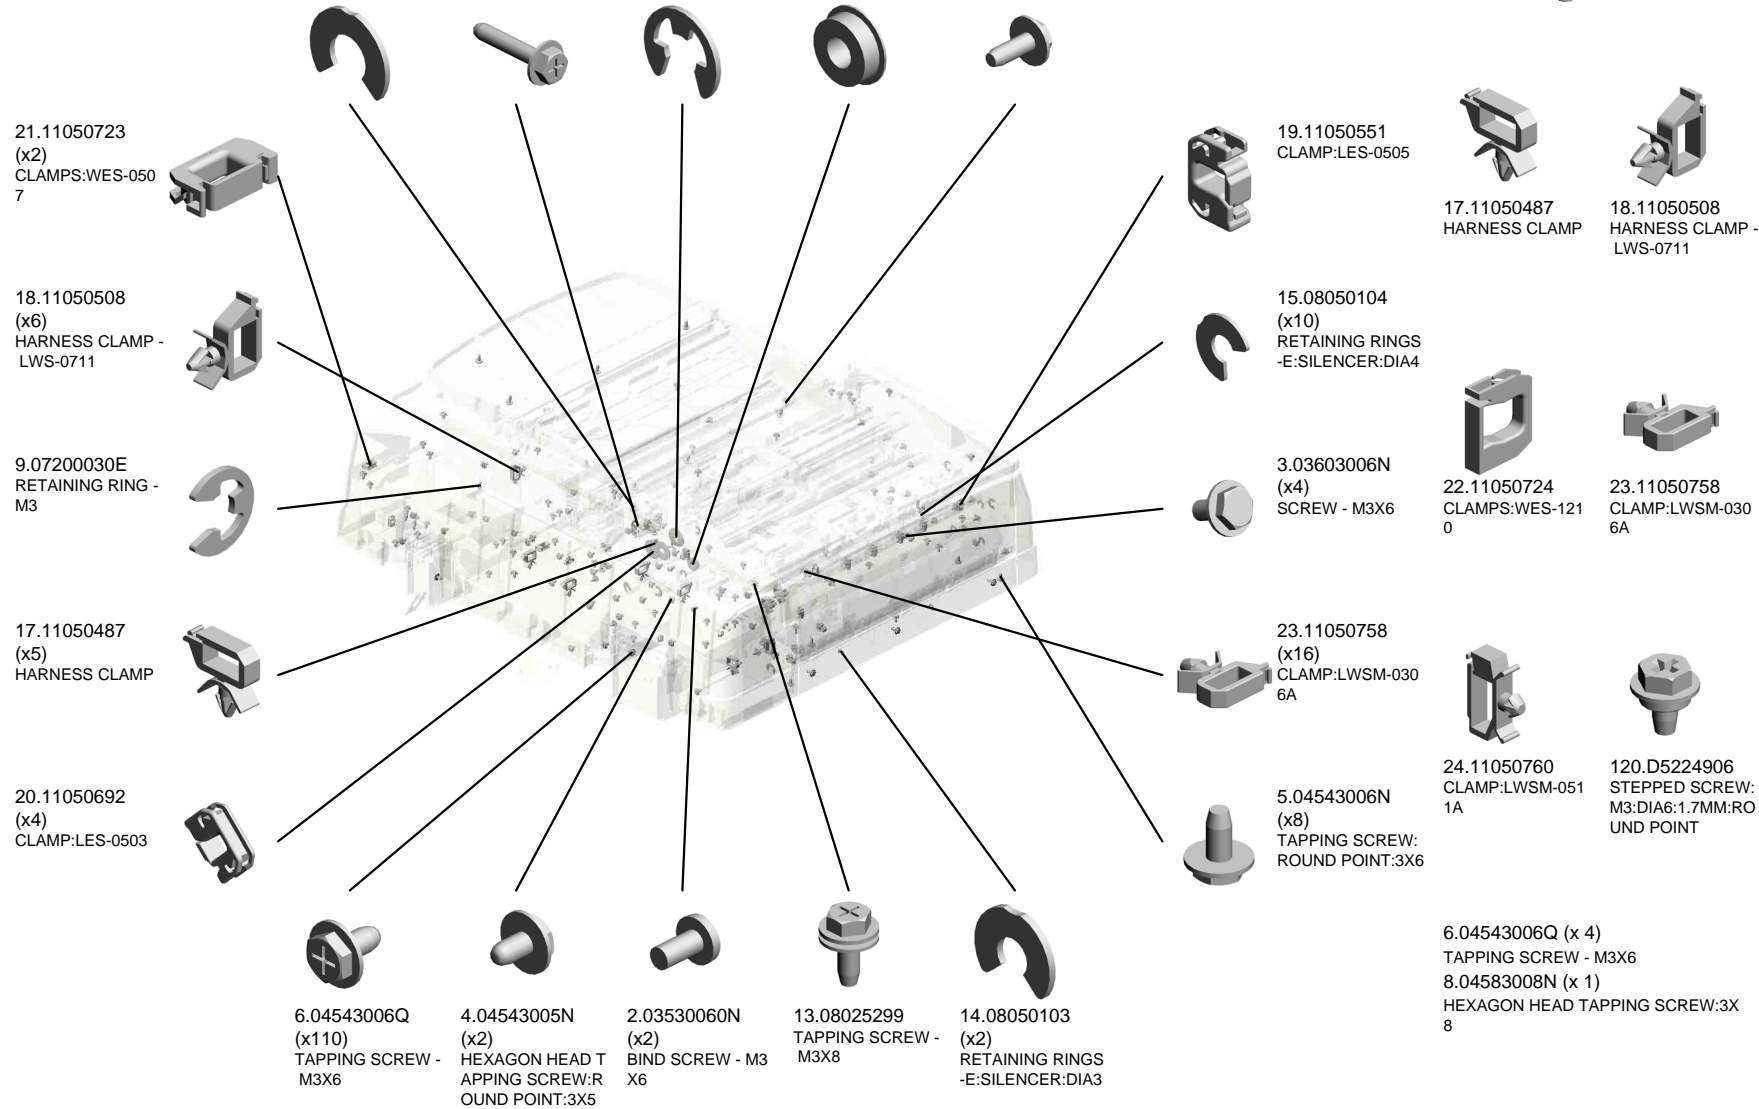 21.11050723
(x2)
CLAMPS:WES-050
7
18.11050508
(x6)
HARNESS CLAMP -
LWS-0711
9.07200030E
RETAINING RING -
M3
17.11050487
(x5)
HARNESS CLAMP
20.11050692
(x4)
CLAMP:LES-0503
6.04543006Q
(x110)
TAPPING SCREW -
M3X6
4.04543005N
(x2)
HEXAGON HEAD T
APPING SCREW:R
OUND POINT:3X5
2.03530060N
(x2)
BIND SCREW - M3
X6
13.08025299
TAPPING SCREW -
M3X8
14.08050103
(x2)
RETAINING RINGS
-E:SILENCER:DIA3
19.11050551
CLAMP:LES-0505
15.08050104
(x10)
RETAINING RINGS
-E:SILENCER:DIA4
3.03603006N
(x4)
SCREW - M3X6
23.11050758
(x16)
CLAMP:LWSM-030
6A
5.04543006N
(x8)
TAPPING SCREW:
ROUND POINT:3X6
17.11050487
HARNESS CLAMP
18.11050508
HARNESS CLAMP -
LWS-0711
22.11050724
CLAMPS:WES-121
0
23.11050758
CLAMP:LWSM-030
6A
24.11050760
CLAMP:LWSM-051
1A
120.D5224906
STEPPED SCREW:
M3:DIA6:1.7MM:RO
UND POINT
6.04543006Q (x 4)
TAPPING SCREW - M3X6
8.04583008N (x 1)
HEXAGON HEAD TAPPING SCREW:3X
8